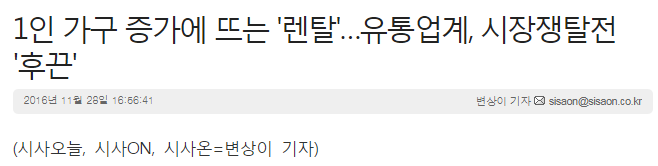 1인 가구 증가에 뜨는 '렌탈'…유통업계, 시장쟁탈전
'후끈'
2016년 11월 28일 16:56:41 변상이 기자 sisaon@sisaon.co.kr
(시사오늘, 시사ON, 시사온=변상이 기자)